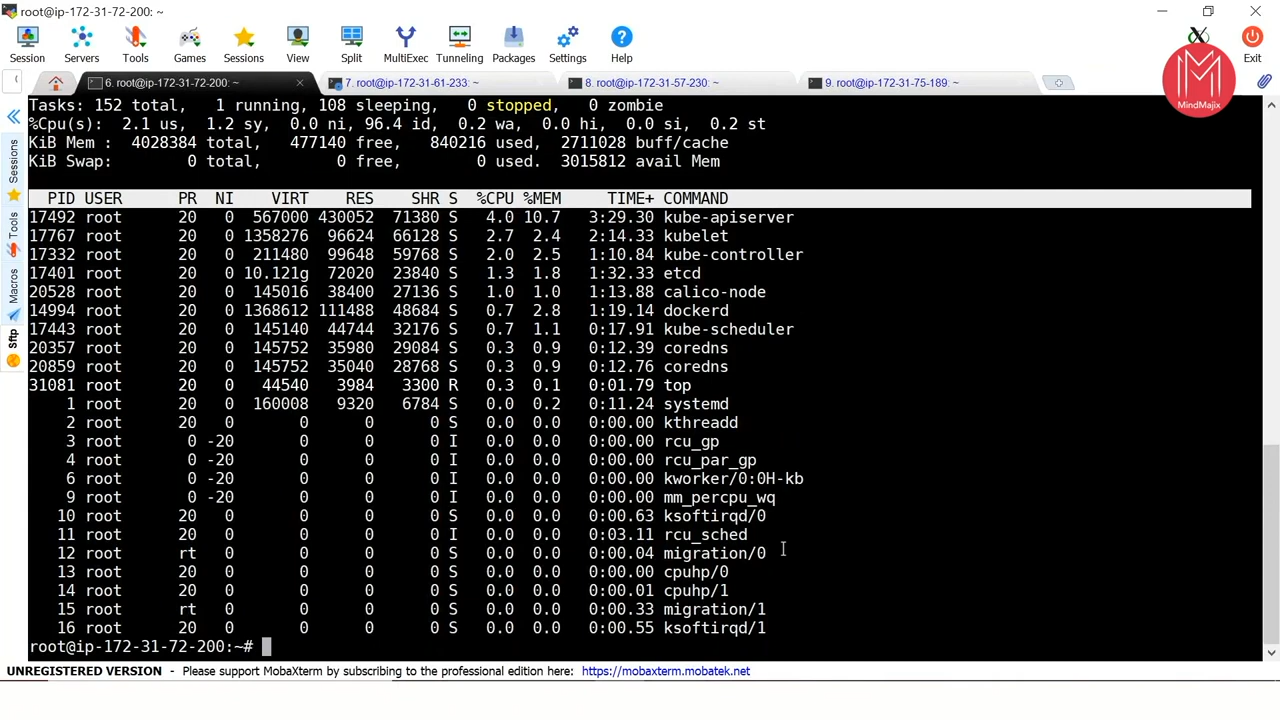 root@ip-172-31-72-200: ~
Session Servers Tools Games Sessions View Split MultiExec Tunneling Packages Settings Help X Exit
6. root@ip-172-31-72-200: ~ 7. root@ip-172-31-61-233: ~ 8. root@ip-172-31-57-230: ~ 9. root@ip-172-31-75-189: ~
MindMajix
Sessions
Tools
Macros
Sftp
Tasks: 152 total, 1 running, 108 sleeping, 0 stopped, 0 zombie
%Cpu(s): 2.1 us, 1.2 sy, 0.0 ni, 96.4 id, 0.2 wa, 0.0 hi, 0.0 si, 0.2 st
KiB Mem : 4028384 total, 477140 free, 840216 used, 2711028 buff/cache
KiB Swap: 0 total, 0 free, 0 used. 3015812 avail Mem
PID USER PR NI VIRT RES SHR S %CPU %MEM TIME+ COMMAND
17492 root 20 0 567000 430052 71380 S 4.0 10.7 3:29.30 kube-apiserver
17767 root 20 0 1358276 96624 66128 S 2.7 2.4 2:14.33 kubelet
17332 root 20 0 211480 99648 59768 S 2.0 2.5 1:10.84 kube-controller
17401 root 20 0 10.121g 72020 23840 S 1.3 1.8 1:32.33 etcd
20528 root 20 0 145016 38400 27136 S 1.0 1.0 1:13.88 calico-node
14994 root 20 0 1368612 111488 48684 S 0.7 2.8 1:19.14 dockerd
17443 root 20 0 145140 44744 32176 S 0.7 1.1 0:17.91 kube-scheduler
20357 root 20 0 145752 35980 29084 S 0.3 0.9 0:12.39 coredns
20859 root 20 0 145752 35040 28768 S 0.3 0.9 0:12.76 coredns
31081 root 20 0 44540 3984 3300 R 0.3 0.1 0:01.79 top
1 root 20 0 160008 9320 6784 S 0.0 0.2 0:11.24 systemd
2 root 20 0 0 0 0 S 0.0 0.0 0:00.00 kthreadd
3 root 0 -20 0 0 0 I 0.0 0.0 0:00.00 rcu_gp
4 root 0 -20 0 0 0 I 0.0 0.0 0:00.00 rcu_par_gp
6 root 0 -20 0 0 0 I 0.0 0.0 0:00.00 kworker/0:0H-kb
9 root 0 -20 0 0 0 I 0.0 0.0 0:00.00 mm_percpu_wq
10 root 20 0 0 0 0 S 0.0 0.0 0:00.63 ksoftirqd/0
11 root 20 0 0 0 0 I 0.0 0.0 0:03.11 rcu_sched
12 root rt 0 0 0 0 S 0.0 0.0 0:00.04 migration/0
13 root 20 0 0 0 0 S 0.0 0.0 0:00.00 cpuhp/0
14 root 20 0 0 0 0 S 0.0 0.0 0:00.01 cpuhp/1
15 root rt 0 0 0 0 S 0.0 0.0 0:00.33 migration/1
16 root 20 0 0 0 0 S 0.0 0.0 0:00.55 ksoftirqd/1
root@ip-172-31-72-200:~#
UNREGISTERED VERSION - Please support MobaXterm by subscribing to the professional edition here: https://mobaxterm.mobatek.net